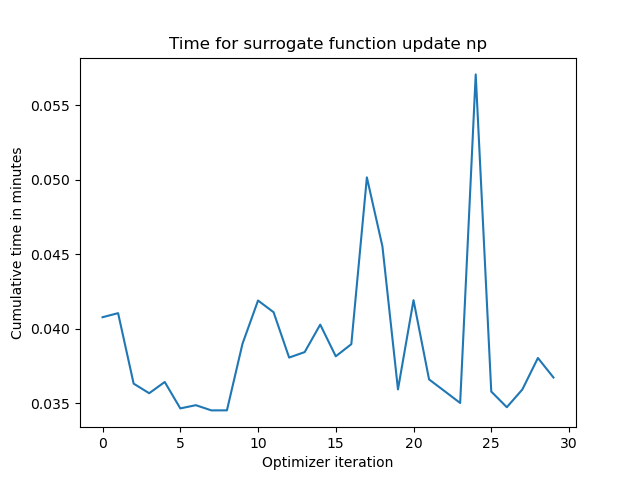 Time for surrogate function update np
Cumulative time in minutes
0.055
0.050
0.045
0.040
0.035
0 5 10 15 20 25 30
Optimizer iteration